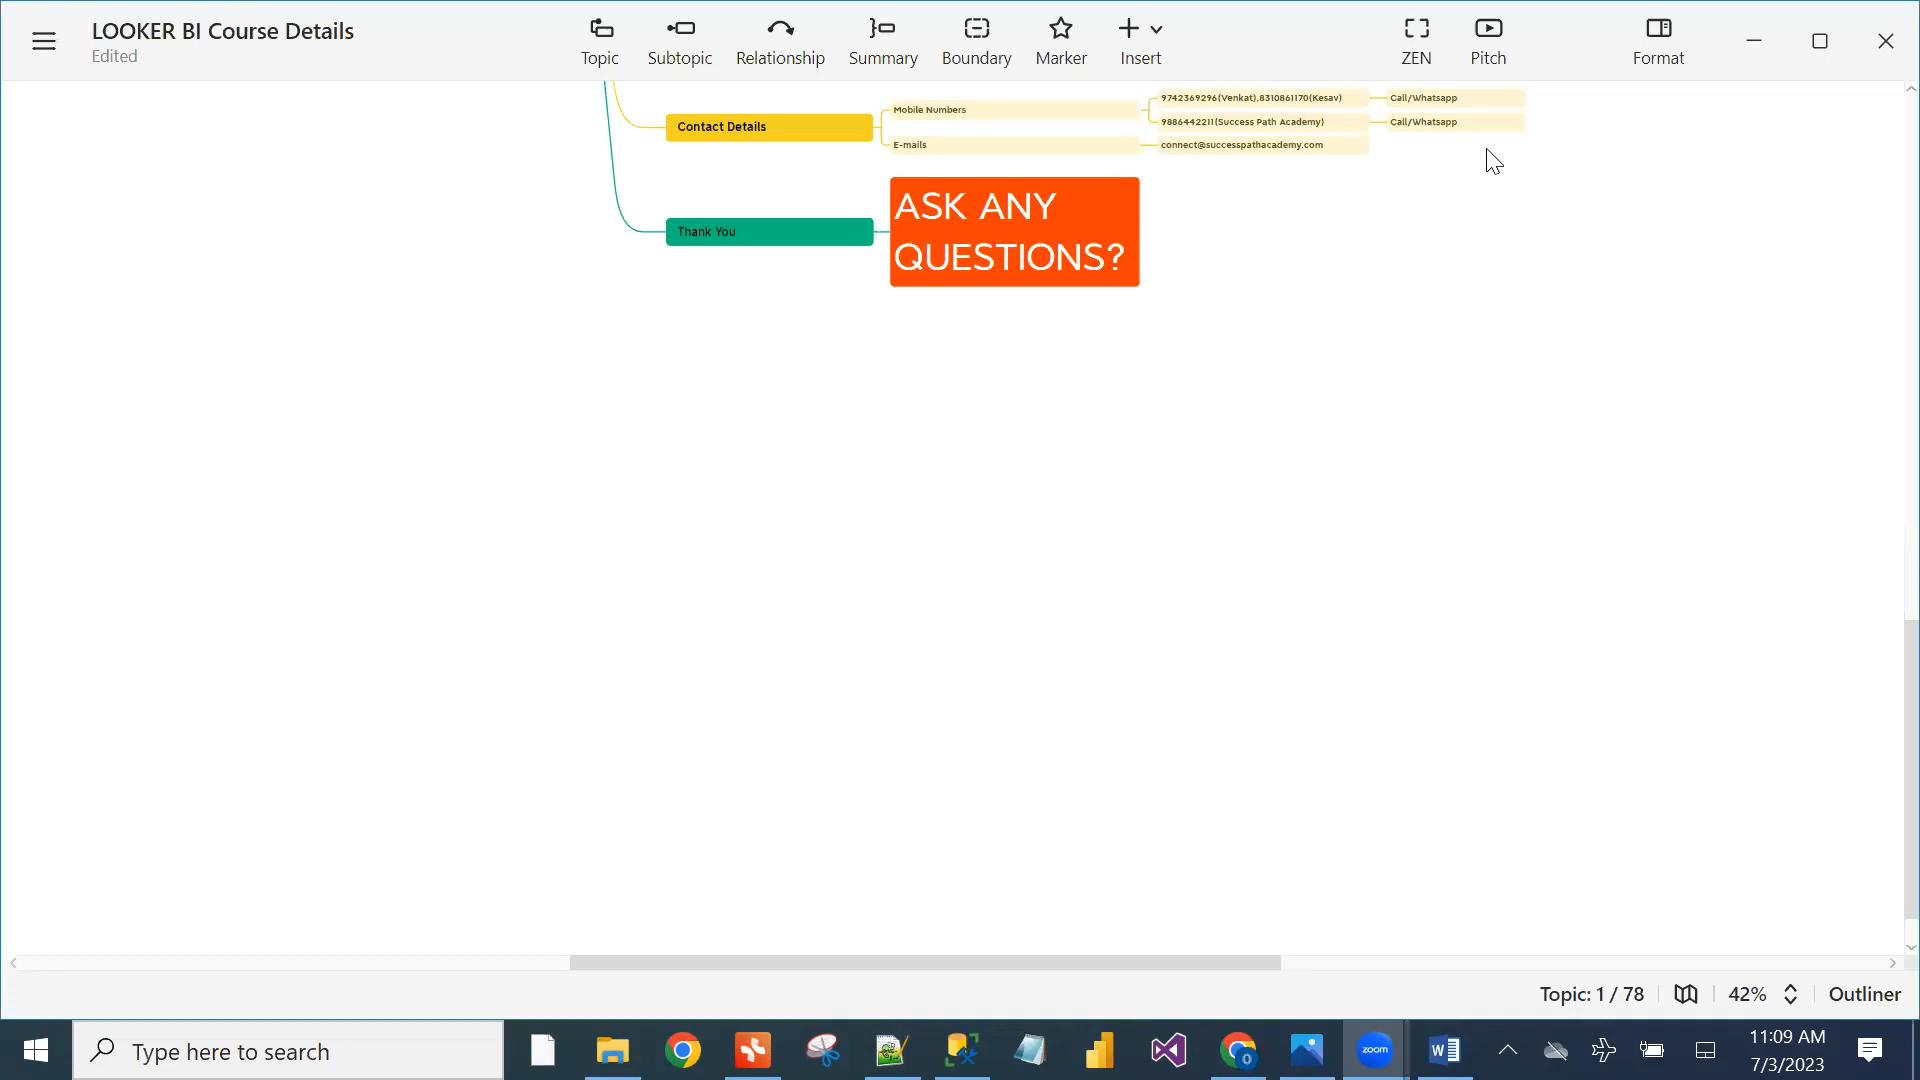 LOOKER BI Course Details
Edited
Topic
Subtopic
Relationship
Summary
Boundary
Marker
Insert
ZEN
Pitch
Format
Contact Details
Mobile Numbers
9742369296(Venkat),8310861170(Kesav)
Call/Whatsapp
9886442211(Success Path Academy)
Call/Whatsapp
E-mails
connect@successpathacademy.com
Thank You
ASK ANY
QUESTIONS?
Topic: 1 / 78
42%
Outliner
Type here to search
zoom
11:09 AM
7/3/2023